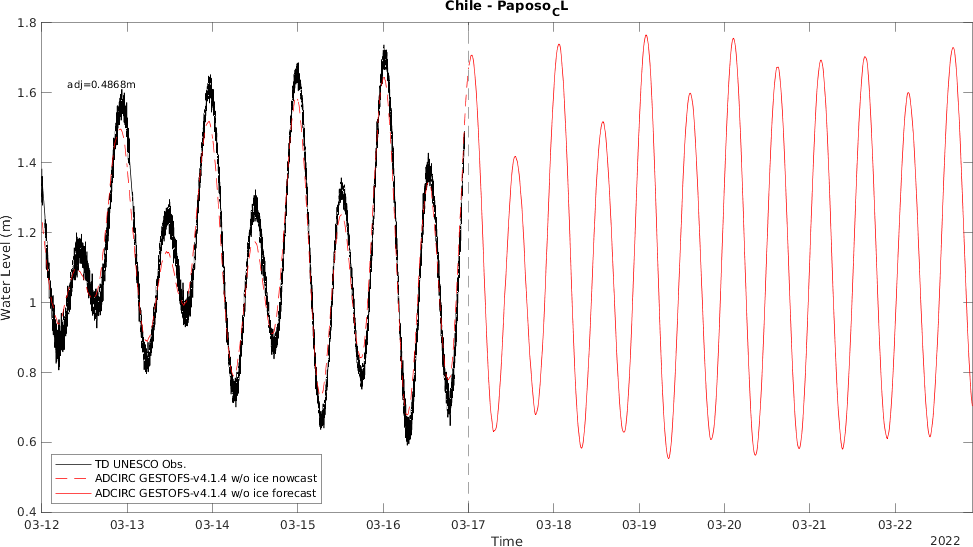 Chile - Paposo_CL
1.8
1.6
1.4
1.2
1
0.8
0.6
0.4
Water Level (m)
adj=0.4868m
TD UNESCO Obs.
ADCIRC GESTOFS-v4.1.4 w/o ice nowcast
ADCIRC GESTOFS-v4.1.4 w/o ice forecast
03-12 03-13 03-14 03-15 03-16 03-17 03-18 03-19 03-20 03-21 03-22
Time
2022